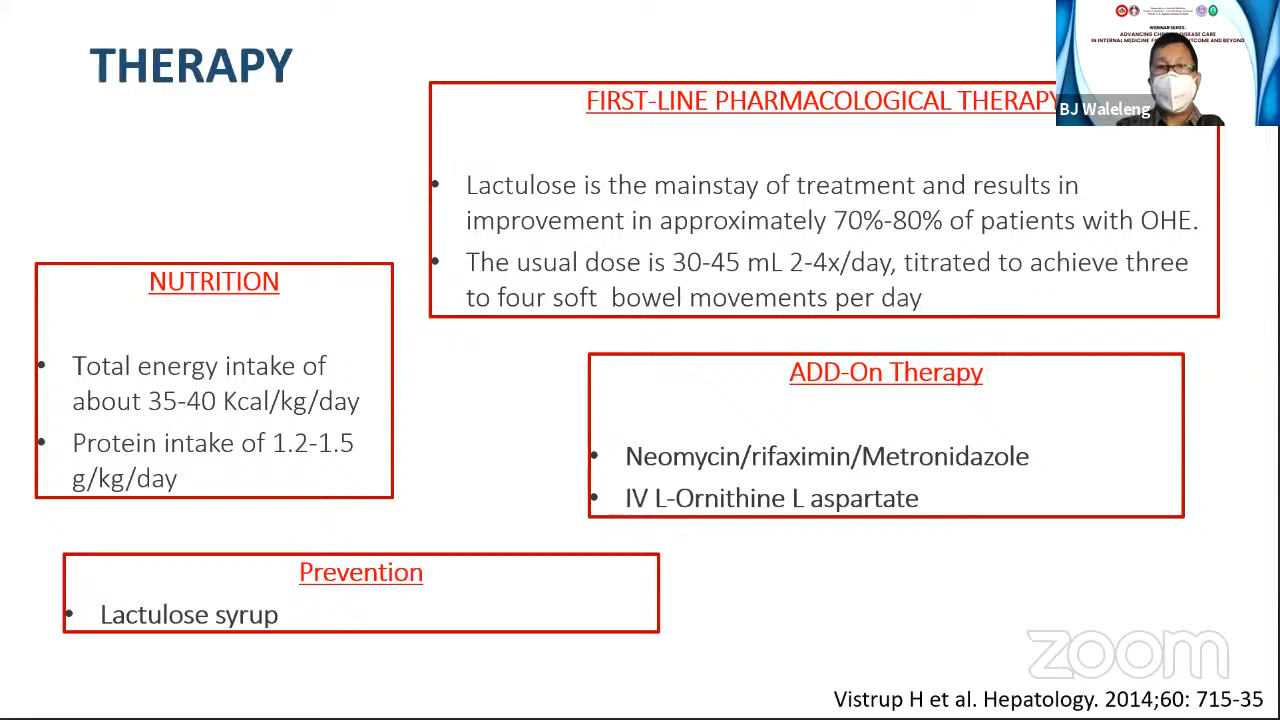 THERAPY
WEBINAR SERIES:
BJ Waleleng
FIRST-LINE PHARMACOLOGICAL THERAPY
• Lactulose is the mainstay of treatment and results in
improvement in approximately 70%-80% of patients with OHE.
• The usual dose is 30-45 mL 2-4x/day, titrated to achieve three
to four soft bowel movements per day
NUTRITION
• Total energy intake of
about 35-40 Kcal/kg/day
• Protein intake of 1.2-1.5
g/kg/day
ADD-On Therapy
• Neomycin/rifaximin/Metronidazole
• IV L-Ornithine L aspartate
Prevention
• Lactulose syrup
zoom
Vistrup H et al. Hepatology. 2014;60: 715-35